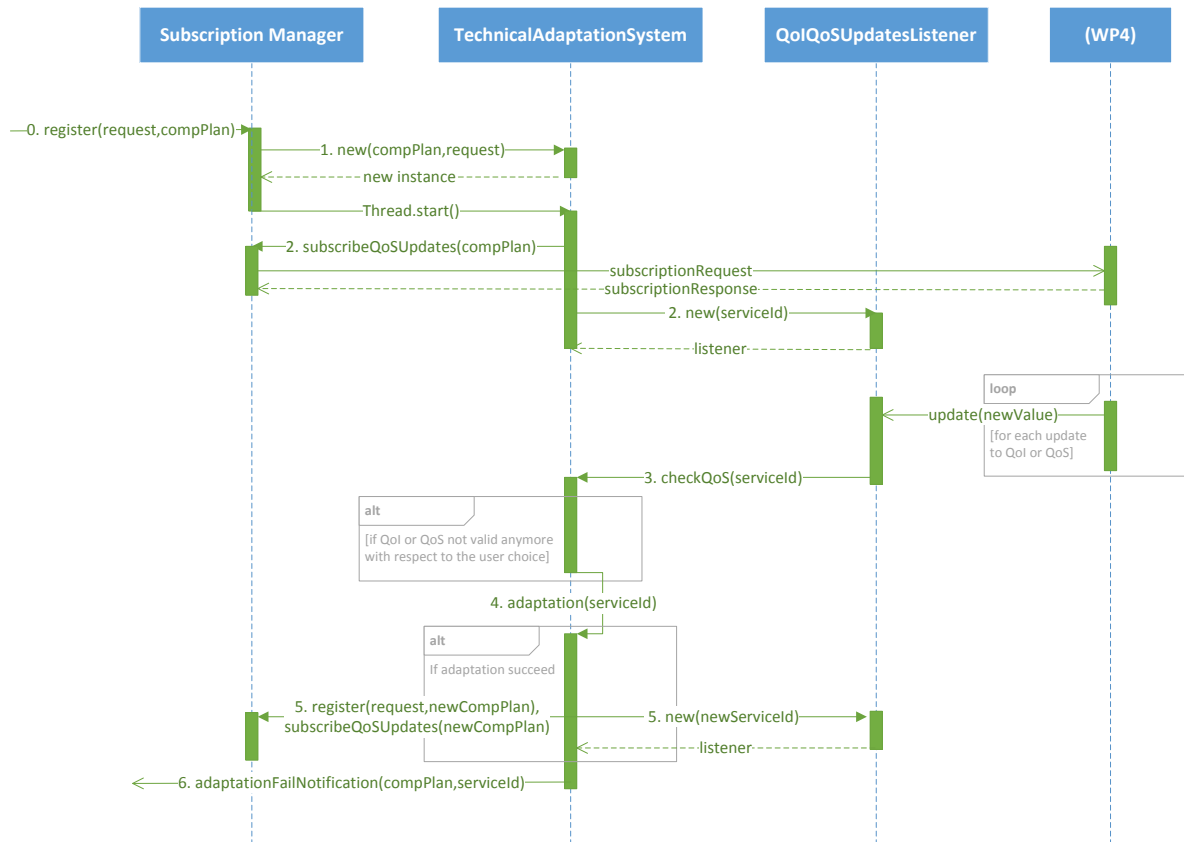 Subscription Manager
TechnicalAdaptationSystem
QoIQoSUpdatesListener
(WP4)
0. register(request,compPlan)
1. new(compPlan,request)
new instance
Thread.start()
2. subscribeQoSUpdates(compPlan)
subscriptionRequest
subscriptionResponse
2. new(serviceId)
listener
loop
update(newValue)
[for each update
to QoI or QoS]
3. checkQoS(serviceId)
alt
[if QoI or QoS not valid anymore
with respect to the user choice]
4. adaptation(serviceId)
alt
If adaptation succeed
5. register(request,newCompPlan),
subscribeQoSUpdates(newCompPlan)
5. new(newServiceId)
listener
6. adaptationFailNotification(compPlan,serviceId)